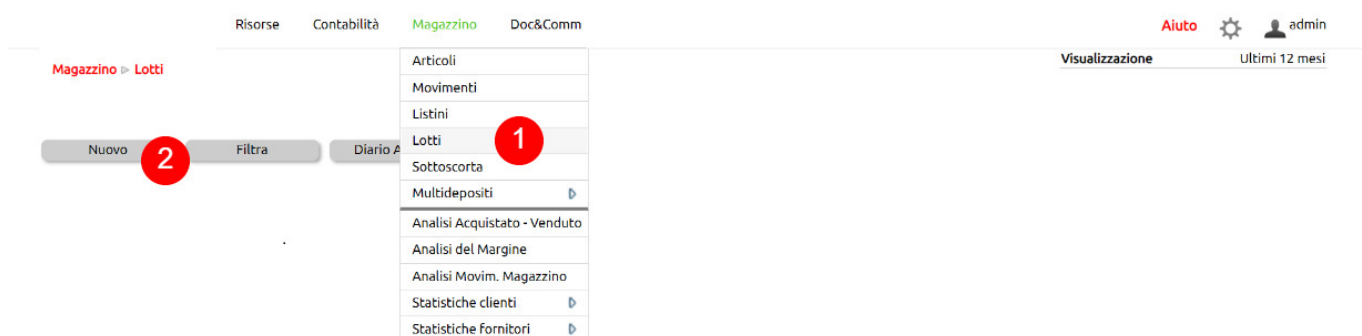 Risorse Contabilità Magazzino Doc&Comm Aiuto admin
Magazzino Lotti
Visualizzazione Ultimi 12 mesi
Nuovo 2 Filtra Diario A
Articoli
Movimenti
Listini
Lotti 1
Sottoscorta
Multidepositi
Analisi Acquistato - Venduto
Analisi del Margine
Analisi Movim. Magazzino
Statistiche clienti
Statistiche fornitori